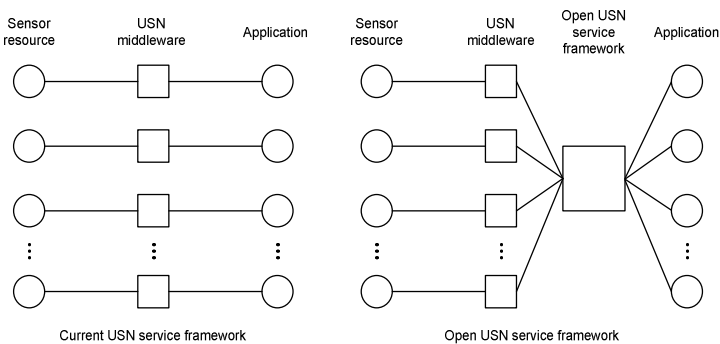 Sensor
resource
USN
middleware
Application
Sensor
resource
USN
middleware
Open USN
service
framework
Application
Current USN service framework
Open USN service framework